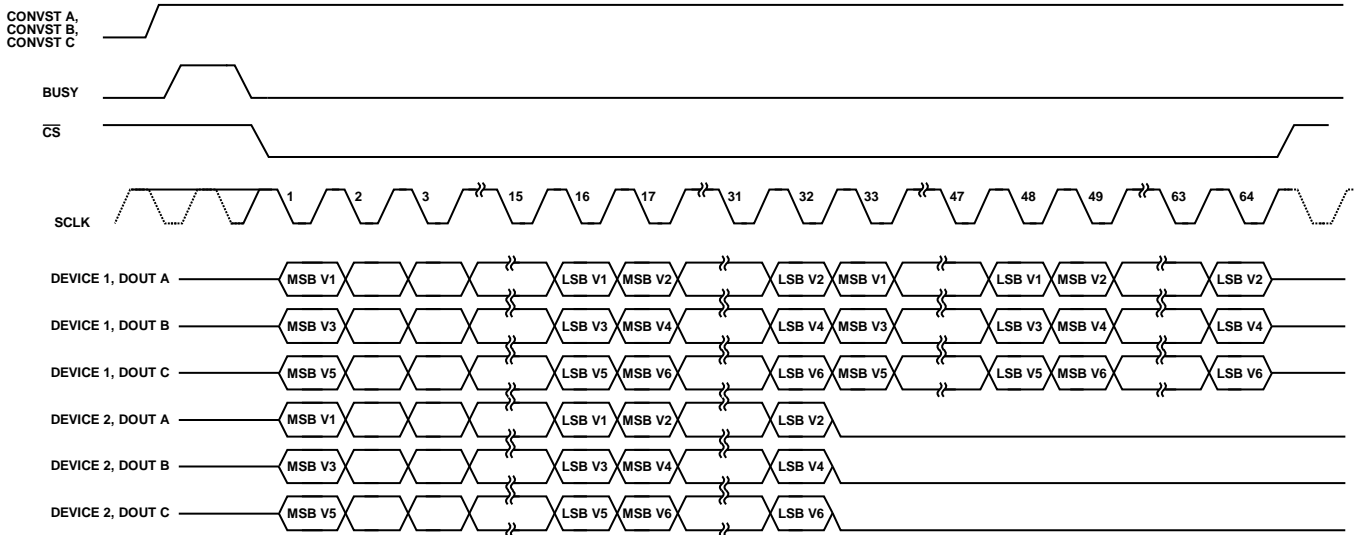 CONVST A,
CONVST B,
CONVST C
BUSY
CS
1 2 3 15 16 17 31 32 33 47 48 49 63 64
SCLK
DEVICE 1, DOUT A MSB V1 LSB V1 MSB V2 LSB V2 MSB V1 LSB V1 MSB V2 LSB V2
DEVICE 1, DOUT B MSB V3 LSB V3 MSB V4 LSB V4 MSB V3 LSB V3 MSB V4 LSB V4
DEVICE 1, DOUT C MSB V5 LSB V5 MSB V6 LSB V6 MSB V5 LSB V5 MSB V6 LSB V6
DEVICE 2, DOUT A MSB V1 LSB V1 MSB V2 LSB V2
DEVICE 2, DOUT B MSB V3 LSB V3 MSB V4 LSB V4
DEVICE 2, DOUT C MSB V5 LSB V5 MSB V6 LSB V6